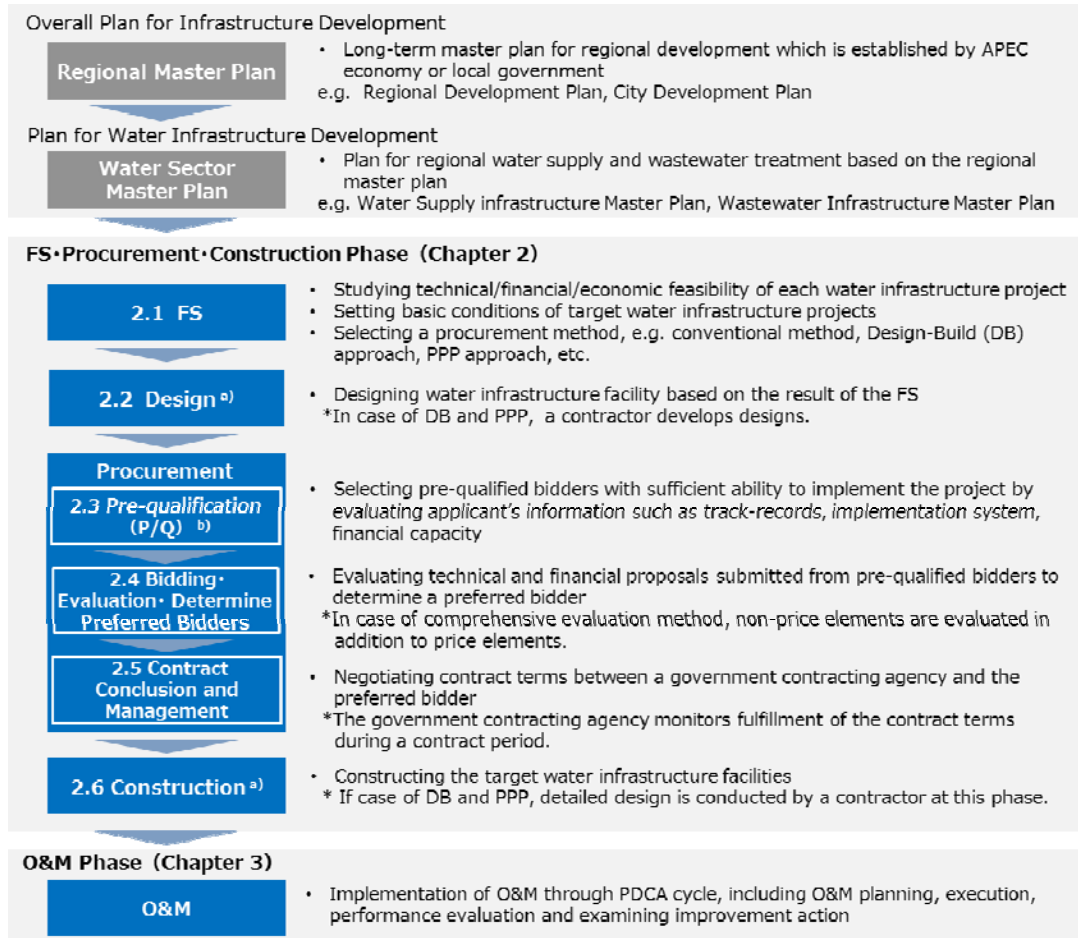 Overall Plan for Infrastructure Development
Regional Master Plan
• Long-term master plan for regional development which is established by APEC
economy or local government
e.g. Regional Development Plan, City Development Plan
Plan for Water Infrastructure Development
Water Sector
Master Plan
• Plan for regional water supply and wastewater treatment based on the regional
master plan
e.g. Water Supply infrastructure Master Plan, Wastewater Infrastructure Master Plan
FS・Procurement・Construction Phase (Chapter 2)
2.1 FS
• Studying technical/financial/economic feasibility of each water infrastructure project
• Setting basic conditions of target water infrastructure projects
• Selecting a procurement method, e.g. conventional method, Design-Build (DB)
approach, PPP approach, etc.
2.2 Design a)
• Designing water infrastructure facility based on the result of the FS
*In case of DB and PPP, a contractor develops designs.
Procurement
2.3 Pre-qualification
(P/Q) b)
• Selecting pre-qualified bidders with sufficient ability to implement the project by
evaluating applicant's information such as track-records, implementation system,
financial capacity
2.4 Bidding・
Evaluation・ Determine
Preferred Bidders
• Evaluating technical and financial proposals submitted from pre-qualified bidders to
determine a preferred bidder
*In case of comprehensive evaluation method, non-price elements are evaluated in
addition to price elements.
2.5 Contract
Conclusion and
Management
• Negotiating contract terms between a government contracting agency and the
preferred bidder
*The government contracting agency monitors fulfillment of the contract terms
during a contract period.
2.6 Construction a)
• Constructing the target water infrastructure facilities
* If case of DB and PPP, detailed design is conducted by a contractor at this phase.
O&M Phase (Chapter 3)
O&M
• Implementation of O&M through PDCA cycle, including O&M planning, execution,
performance evaluation and examining improvement action